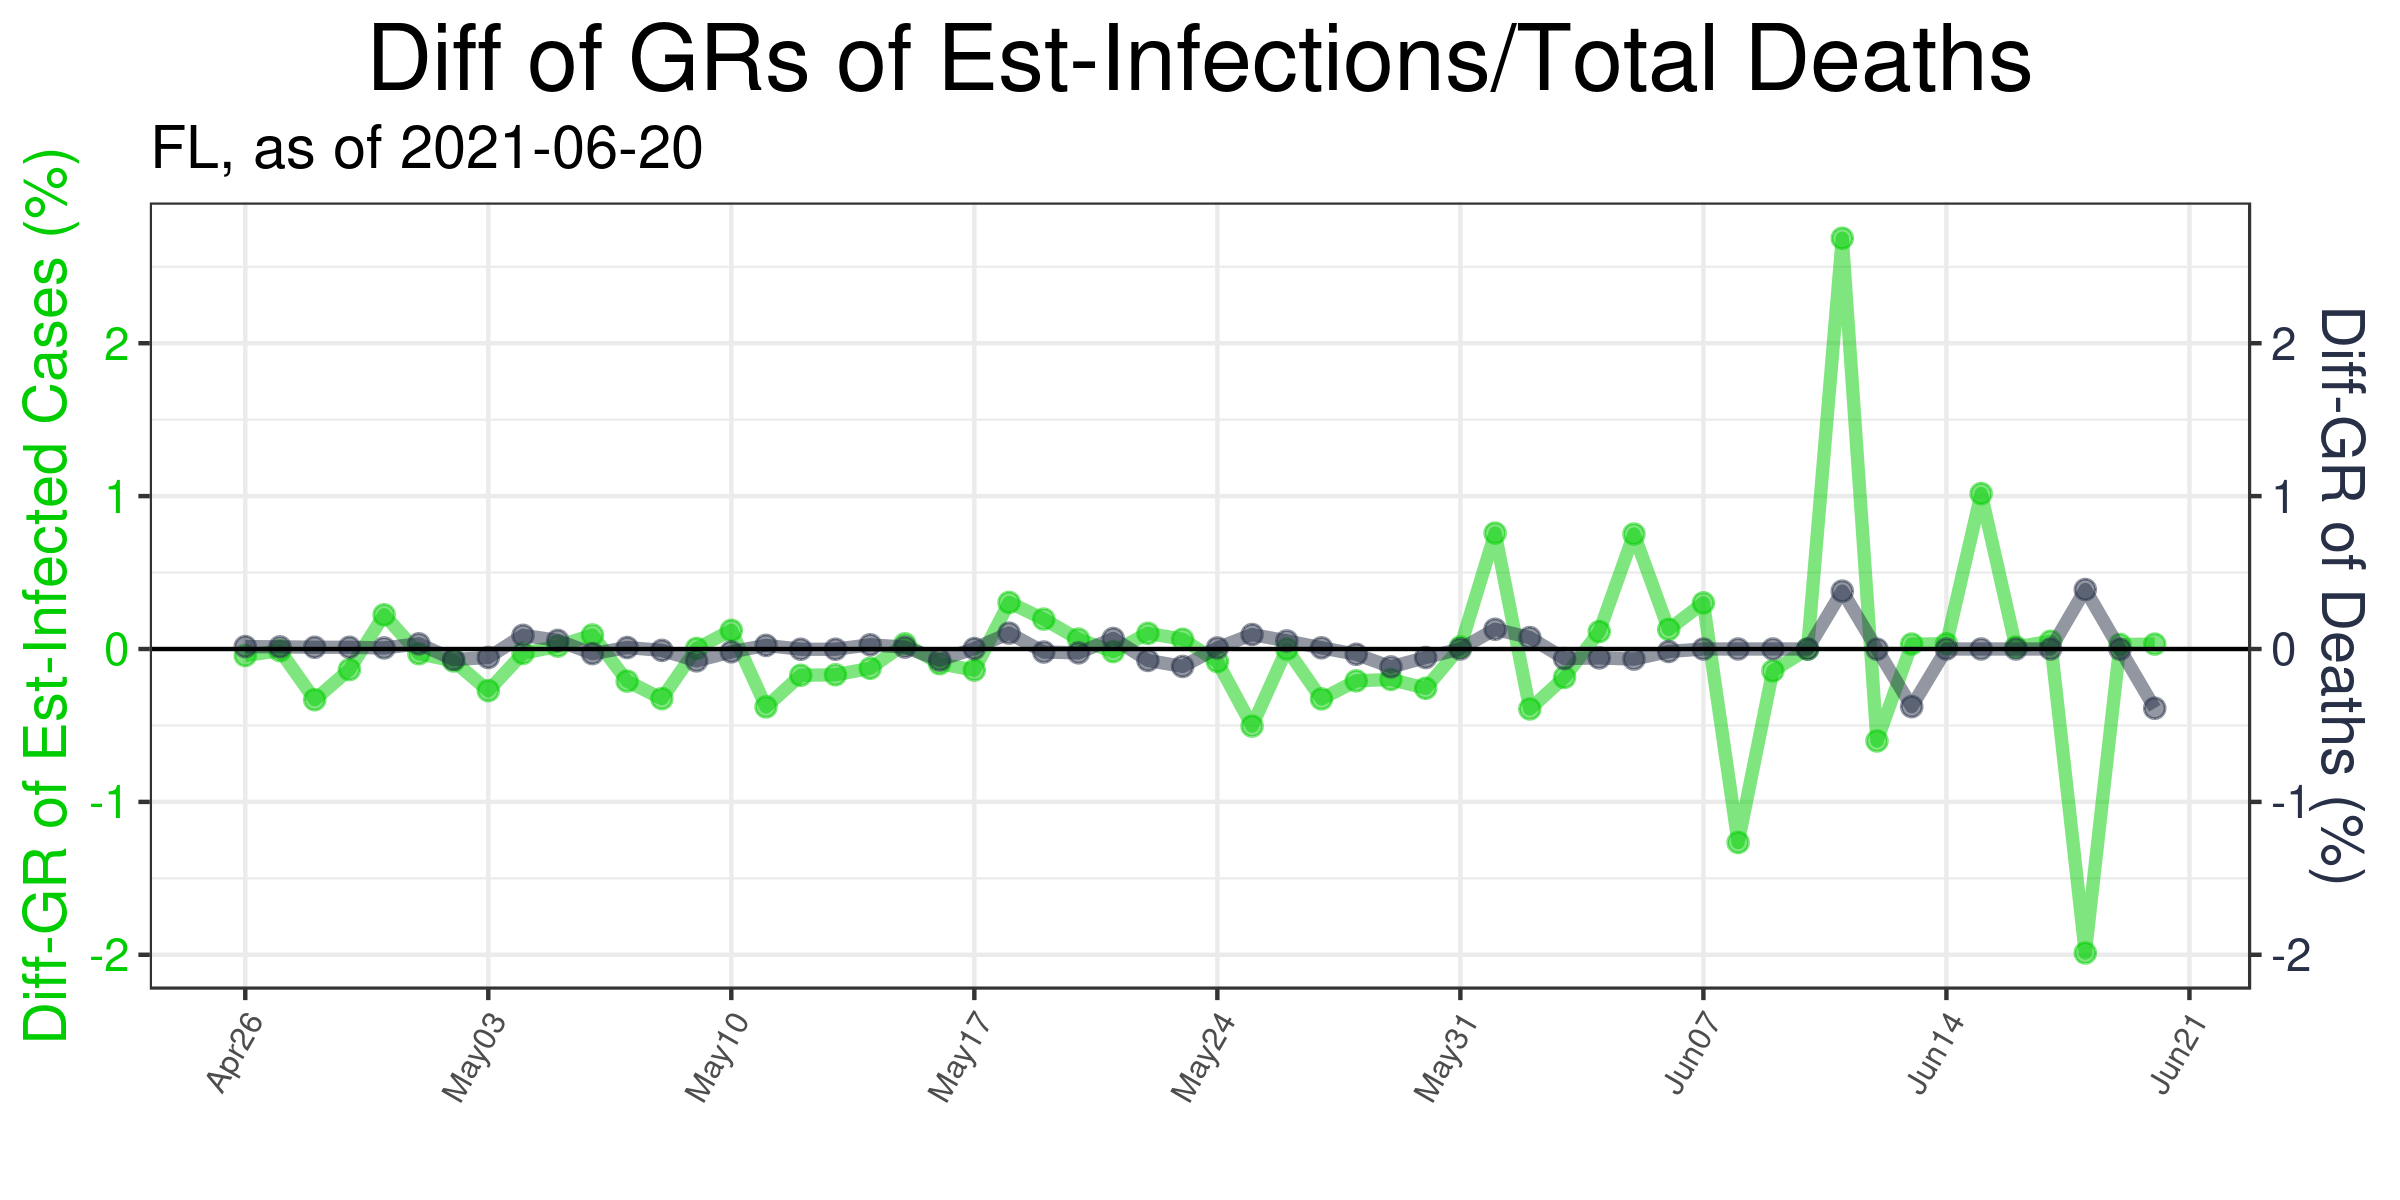 Diff of GRs of Est-Infections/Total Deaths
FL, as of 2021-06-20
Diff-GR of Est-Infected Cases (%)
2
1
0
-1
-2
2
1
0
-1
-2
Diff-GR of Deaths (%)
Apr26
May03
May10
May17
May24
May31
Jun07
Jun14
Jun21